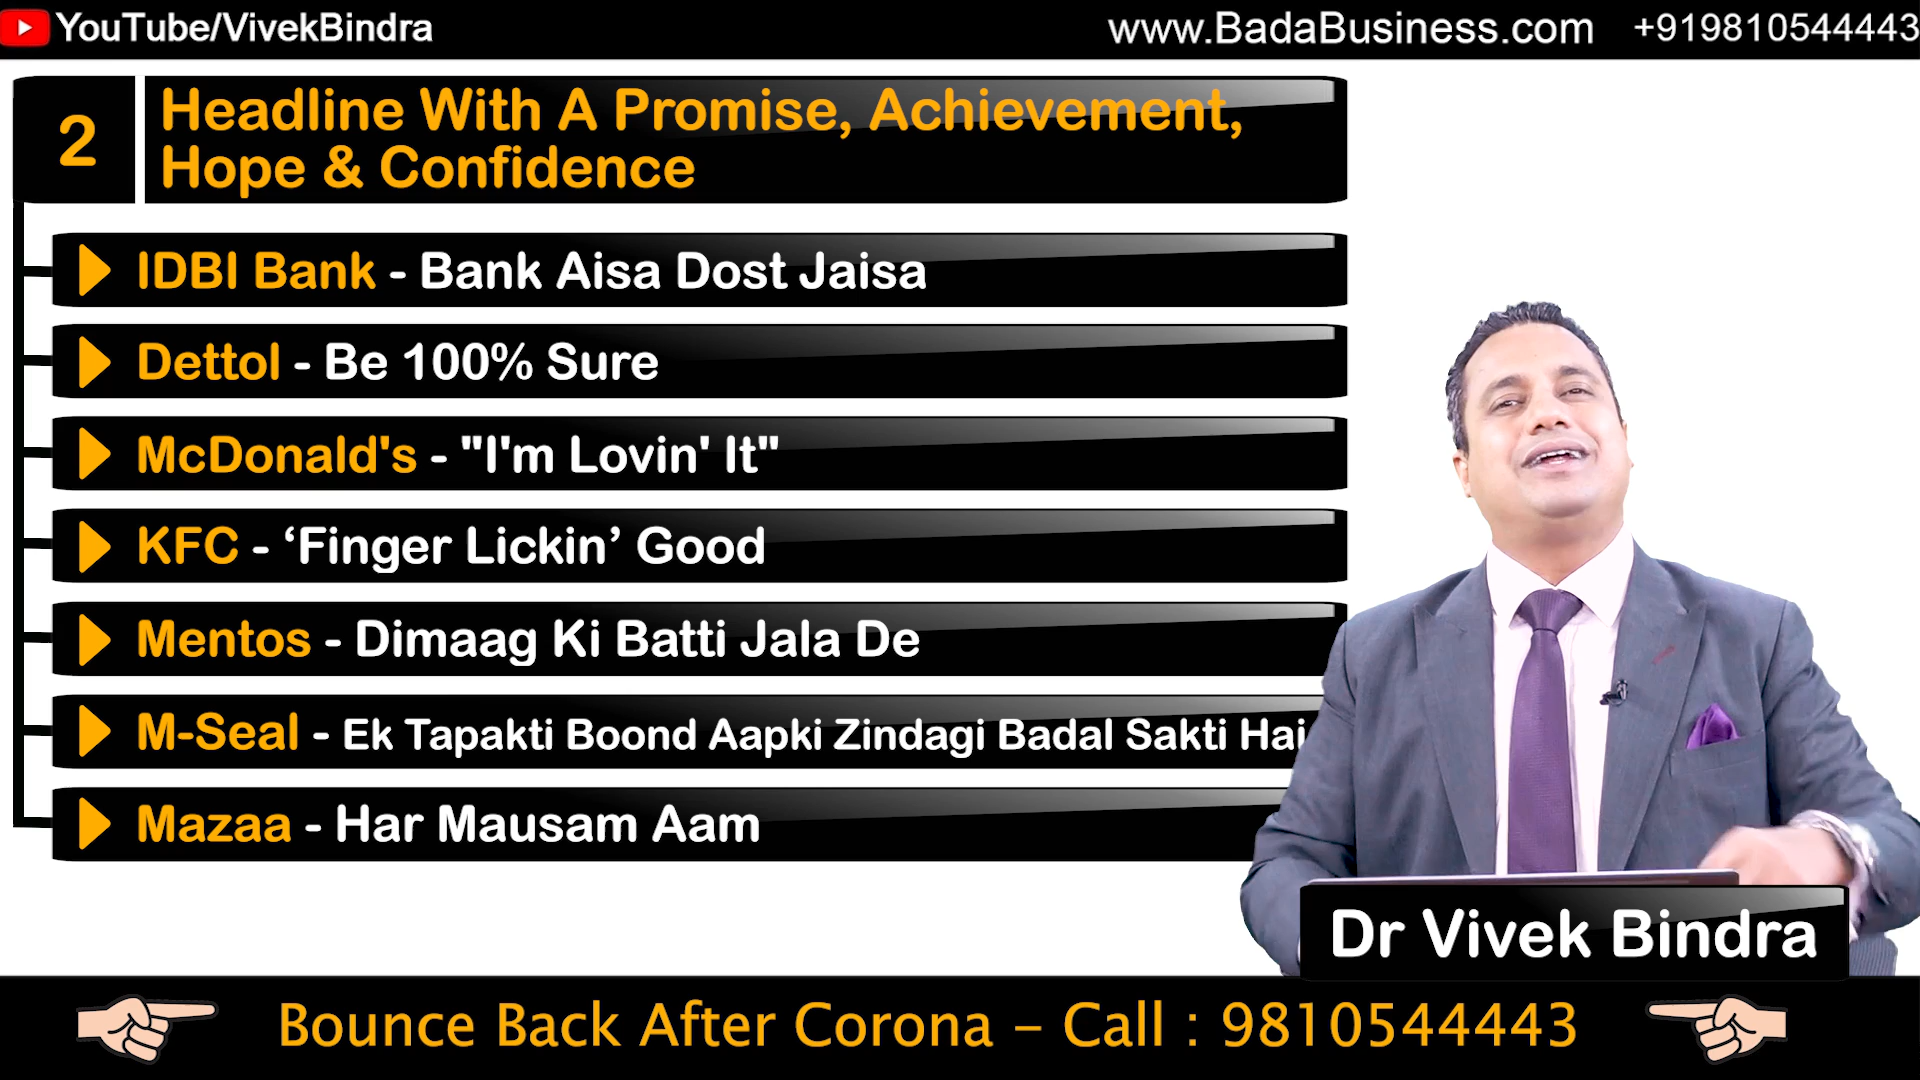 YouTube/VivekBindra
www.BadaBusiness.com +919810544443
2
Headline With A Promise, Achievement,
Hope & Confidence
IDBI Bank - Bank Aisa Dost Jaisa
Dettol - Be 100% Sure
McDonald's - "I'm Lovin' It"
KFC - ‘Finger Lickin’ Good
Mentos - Dimaag Ki Batti Jala De
M-Seal - Ek Tapakti Boond Aapki Zindagi Badal Sakti Hai
Mazaa - Har Mausam Aam
Dr Vivek Bindra
Bounce Back After Corona – Call : 9810544443